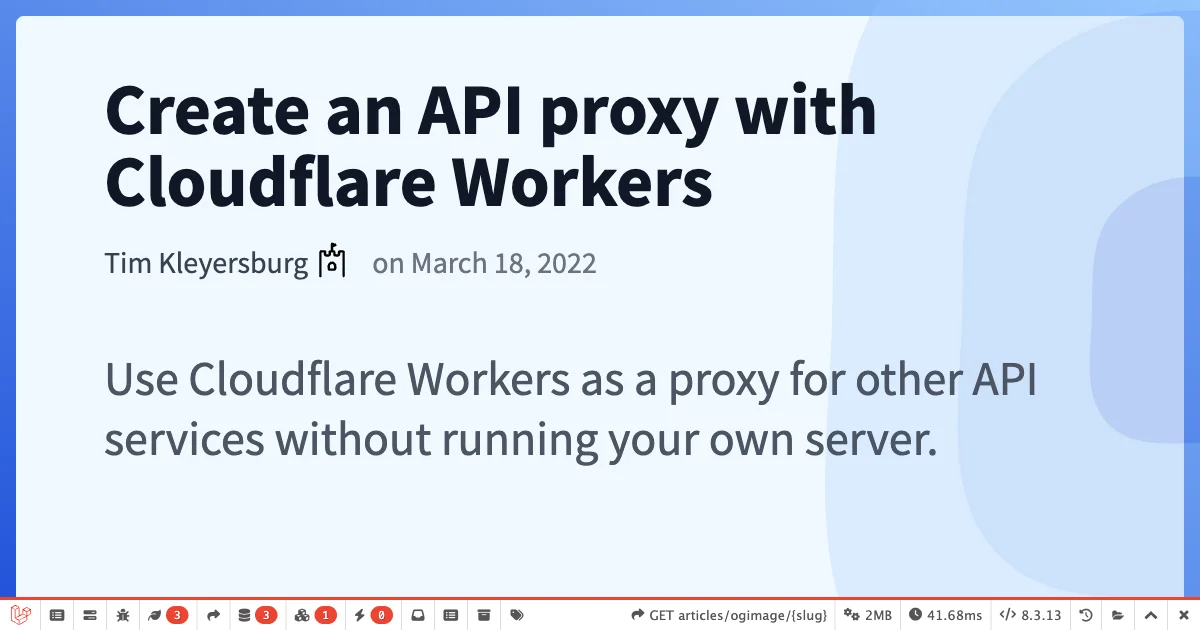 Create an API proxy with
Cloudflare Workers
Tim Kleyersburg on March 18, 2022
Use Cloudflare Workers as a proxy for other API
services without running your own server.
3 3 1 0 GET articles/ogimage/{slug} 2MB 41.68ms 8.3.13